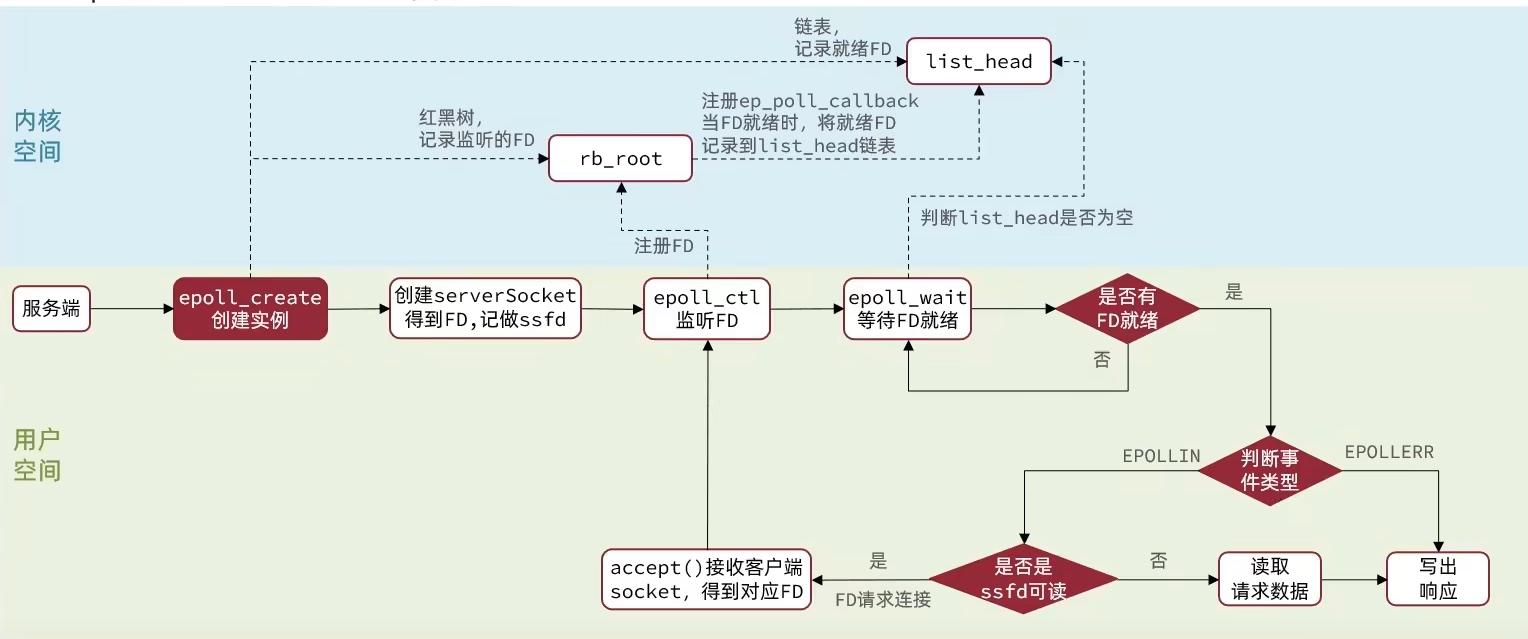 链表，
记录就绪FD
list_head
内核
空间
红黑树，
记录监听的FD
rb_root
注册ep_poll_callback
当FD就绪时，将就绪FD
记录到list_head链表
判断list_head是否为空
注册FD
服务端
epoll_create
创建实例
创建serverSocket
得到FD,记做ssfd
epoll_ctl
监听FD
epoll_wait
等待FD就绪
是否有
FD就绪
是
否
用户
空间
EPOLLIN
判断事
件类型
EPOLLERR
accept()接收客户端
socket，得到对应FD
是
FD请求连接
是否是
ssfd可读
否
读取
请求数据
写出
响应